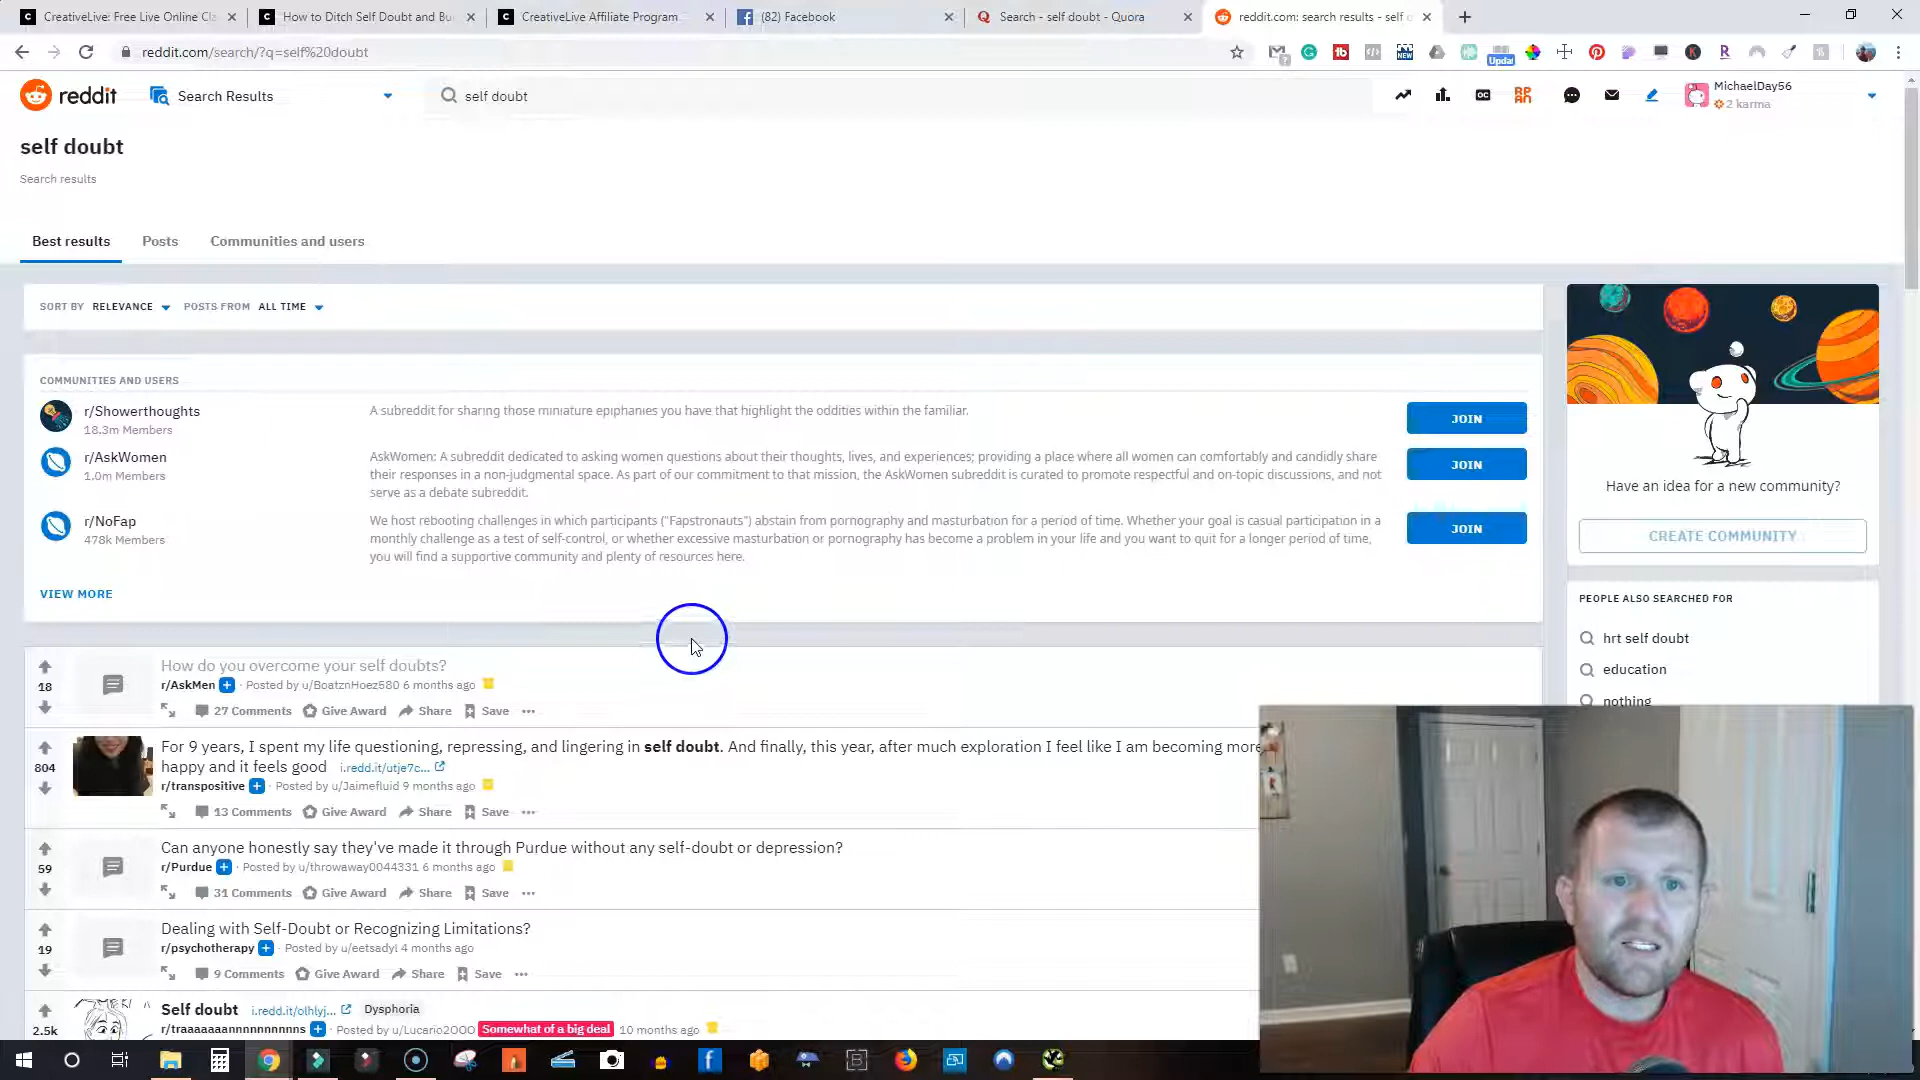 CreativeLive: Free Live Online Cla
How to Ditch Self Doubt and Bu
CreativeLive Affiliate Program
(82) Facebook
Search - self doubt - Quora
reddit.com: search results - self d
reddit.com/search/?q=self%20doubt
reddit
Search Results
self doubt
MichaelDay56
2 karma
self doubt
Search results
Best results
Posts
Communities and users
SORT BY RELEVANCE POSTS FROM ALL TIME
COMMUNITIES AND USERS
r/Showerthoughts
18.3m Members
A subreddit for sharing those miniature epiphanies you have that highlight the oddities within the familiar.
JOIN
r/AskWomen
1.0m Members
AskWomen: A subreddit dedicated to asking women questions about their thoughts, lives, and experiences; providing a place where all women can comfortably and candidly share
their responses in a non-judgmental space. As part of our commitment to that mission, the AskWomen subreddit is curated to promote respectful and on-topic discussions, and not
serve as a debate subreddit.
JOIN
r/NoFap
478k Members
We host rebooting challenges in which participants ("Fapstronauts") abstain from pornography and masturbation for a period of time. Whether your goal is casual participation in a
monthly challenge as a test of self-control, or whether excessive masturbation or pornography has become a problem in your life and you want to quit for a longer period of time,
you will find a supportive community and plenty of resources here.
JOIN
VIEW MORE
Have an idea for a new community?
CREATE COMMUNITY
PEOPLE ALSO SEARCHED FOR
hrt self doubt
education
nothing
18
How do you overcome your self doubts?
r/AskMen · Posted by u/BoatznHoez580 6 months ago
27 Comments Give Award Share Save
804
For 9 years, I spent my life questioning, repressing, and lingering in self doubt. And finally, this year, after much exploration I feel like I am becoming more
happy and it feels good i.redd.it/utje7c...
r/transpositive · Posted by u/Jaimefluid 9 months ago
13 Comments Give Award Share Save
59
Can anyone honestly say they've made it through Purdue without any self-doubt or depression?
r/Purdue · Posted by u/throwaway0044331 6 months ago
31 Comments Give Award Share Save
19
Dealing with Self-Doubt or Recognizing Limitations?
r/psychotherapy · Posted by u/eetsadyl 4 months ago
9 Comments Give Award Share Save
2.5k
Self doubt i.redd.it/olhlyj... Dysphoria
r/traaaaaaannnnnnnnnns · Posted by u/Lucario2000 Somewhat of a big deal 10 months ago